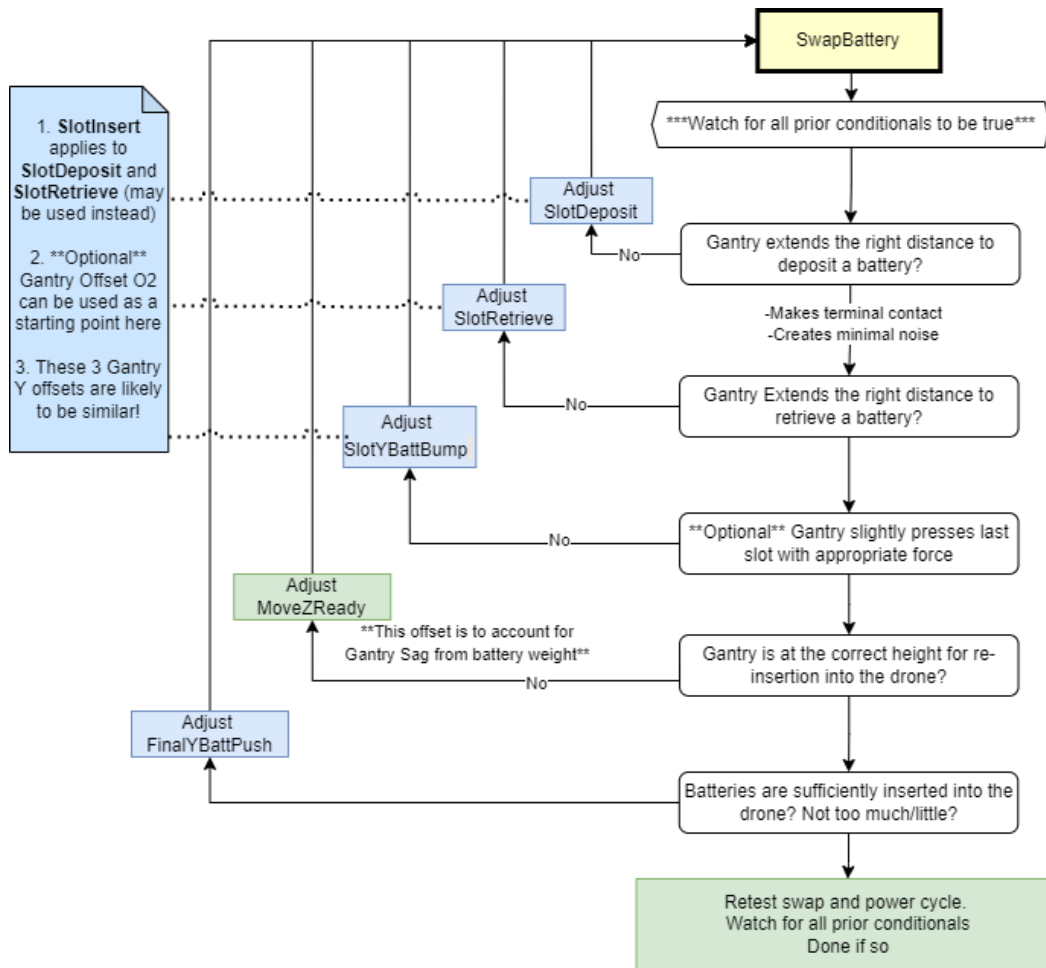 SwapBattery
***Watch for all prior conditionals to be true***
1. SlotInsert
applies to
SlotDeposit and
SlotRetrieve (may
be used instead)
2. **Optional**
Gantry Offset O2
can be used as a
starting point here
3. These 3 Gantry
Y offsets are likely
to be similar!
Adjust
SlotDeposit
No
Gantry extends the right distance to
deposit a battery?
-Makes terminal contact
-Creates minimal noise
Adjust
SlotRetrieve
No
Gantry Extends the right distance to
retrieve a battery?
Adjust
SlotYBattBump
No
**Optional** Gantry slightly presses last
slot with appropriate force
Adjust
MoveZReady
**This offset is to account for
Gantry Sag from battery weight**
No
Gantry is at the correct height for re-
insertion into the drone?
Adjust
FinalYBattPush
Batteries are sufficiently inserted into the
drone? Not too much/little?
Retest swap and power cycle.
Watch for all prior conditionals
Done if so